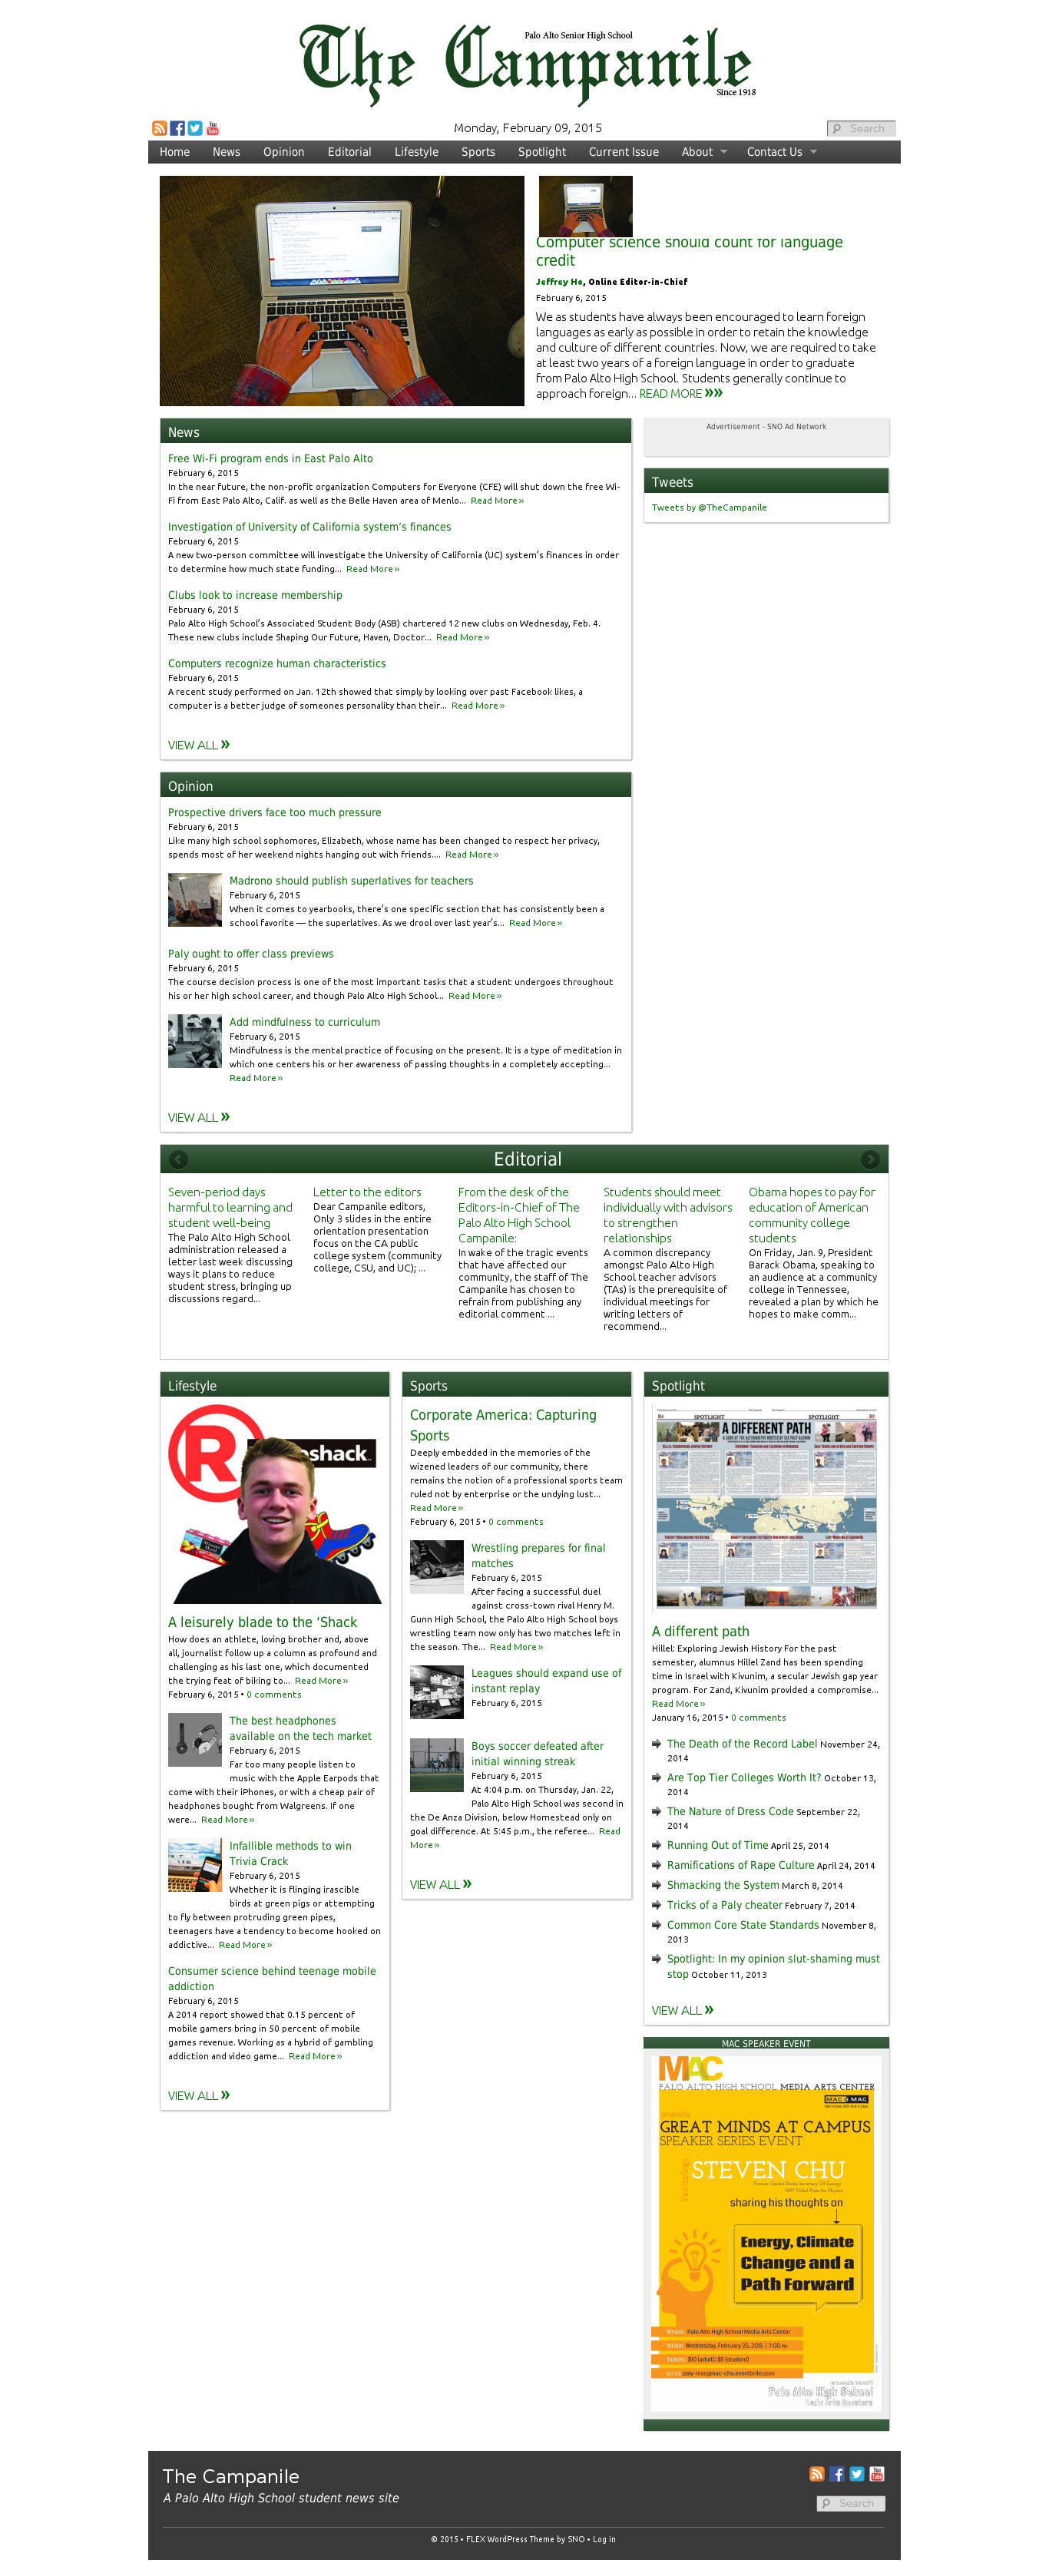 The Campanile
Palo Alto Senior High School
Since 1918
Monday, February 09, 2015
Search
Home News Opinion Editorial Lifestyle Sports Spotlight Current Issue About Contact Us
Computer science should count for language
credit
Jeffrey Ho, Online Editor-in-Chief
February 6, 2015
We as students have always been encouraged to learn foreign
languages as early as possible in order to retain the knowledge
and culture of different countries. Now, we are required to take
at least two years of a foreign language in order to graduate
from Palo Alto High School. Students generally continue to
approach foreign... READ MORE »
News
Free Wi-Fi program ends in East Palo Alto
February 6, 2015
In the near future, the non-profit organization Computers for Everyone (CFE) will shut down the free Wi-
Fi from East Palo Alto, Calif. as well as the Belle Haven area of Menlo... Read More »
Investigation of University of California system's finances
February 6, 2015
A new two-person committee will investigate the University of California (UC) system's finances in order
to determine how much state funding... Read More »
Clubs look to increase membership
February 6, 2015
Palo Alto High School's Associated Student Body (ASB) chartered 12 new clubs on Wednesday, Feb. 4.
These new clubs include Shaping Our Future, Haven, Doctor... Read More »
Computers recognize human characteristics
February 6, 2015
A recent study performed on Jan. 12th showed that simply by looking over past Facebook likes, a
computer is a better judge of someones personality than their... Read More »
VIEW ALL »
Advertisement - SNO Ad Network
Tweets
Tweets by @TheCampanile
Opinion
Prospective drivers face too much pressure
February 6, 2015
Like many high school sophomores, Elizabeth, whose name has been changed to respect her privacy,
spends most of her weekend nights hanging out with friends.... Read More »
Madrono should publish superlatives for teachers
February 6, 2015
When it comes to yearbooks, there's one specific section that has consistently been a
school favorite — the superlatives. As we drool over last year's... Read More »
Paly ought to offer class previews
February 6, 2015
The course decision process is one of the most important tasks that a student undergoes throughout
his or her high school career, and though Palo Alto High School... Read More »
Add mindfulness to curriculum
February 6, 2015
Mindfulness is the mental practice of focusing on the present. It is a type of meditation in
which one centers his or her awareness of passing thoughts in a completely accepting...
Read More »
VIEW ALL »
Editorial
Seven-period days
harmful to learning and
student well-being
The Palo Alto High School
administration released a
letter last week discussing
ways it plans to reduce
student stress, bringing up
discussions regard...
Letter to the editors
Dear Campanile editors,
Only 3 slides in the entire
orientation presentation
focus on the CA public
college system (community
college, CSU, and UC); ...
From the desk of the
Editors-in-Chief of The
Palo Alto High School
Campanile:
In wake of the tragic events
that have affected our
community, the staff of The
Campanile has chosen to
refrain from publishing any
editorial comment ...
Students should meet
individually with advisors
to strengthen
relationships
A common discrepancy
amongst Palo Alto High
School teacher advisors
(TAs) is the prerequisite of
individual meetings for
writing letters of
recommend...
Obama hopes to pay for
education of American
community college
students
On Friday, Jan. 9, President
Barack Obama, speaking to
an audience at a community
college in Tennessee,
revealed a plan by which he
hopes to make comm...
Lifestyle
A leisurely blade to the 'Shack
How does an athlete, loving brother and, above
all, journalist follow up a column as profound and
challenging as his last one, which documented
the trying feat of biking to... Read More »
February 6, 2015 • 0 comments
The best headphones
available on the tech market
February 6, 2015
Far too many people listen to
music with the Apple Earpods that
come with their iPhones, or with a cheap pair of
headphones bought from Walgreens. If one
were... Read More »
Infallible methods to win
Trivia Crack
February 6, 2015
Whether it is flinging irascible
birds at green pigs or attempting
to fly between protruding green pipes,
teenagers have a tendency to become hooked on
addictive... Read More »
Consumer science behind teenage mobile
addiction
February 6, 2015
A 2014 report showed that 0.15 percent of
mobile gamers bring in 50 percent of mobile
games revenue. Working as a hybrid of gambling
addiction and video game... Read More »
VIEW ALL »
Sports
Corporate America: Capturing
Sports
Deeply embedded in the memories of the
wizened leaders of our community, there
remains the notion of a professional sports team
ruled not by enterprise or the undying lust...
Read More »
February 6, 2015 • 0 comments
Wrestling prepares for final
matches
February 6, 2015
After facing a successful duel
against cross-town rival Henry M.
Gunn High School, the Palo Alto High School boys
wrestling team now only has two matches left in
the season. The... Read More »
Leagues should expand use of
instant replay
February 6, 2015
Boys soccer defeated after
initial winning streak
February 6, 2015
At 4:04 p.m. on Thursday, Jan. 22,
Palo Alto High School was second in
the De Anza Division, below Homestead only on
goal difference. At 5:45 p.m., the referee... Read
More »
VIEW ALL »
Spotlight
SPOTLIGHT A DIFFERENT PATH SPOTLIGHT
A different path
Hillel: Exploring Jewish History For the past
semester, alumnus Hillel Zand has been spending
time in Israel with Kivunim, a secular Jewish gap year
program. For Zand, Kivunim provided a compromise...
Read More »
January 16, 2015 • 0 comments
The Death of the Record Label November 24,
2014
Are Top Tier Colleges Worth It? October 13,
2014
The Nature of Dress Code September 22,
2014
Running Out of Time April 25, 2014
Ramifications of Rape Culture April 24, 2014
Shmacking the System March 8, 2014
Tricks of a Paly cheater February 7, 2014
Common Core State Standards November 8,
2013
Spotlight: In my opinion slut-shaming must
stop October 11, 2013
VIEW ALL »
MAC SPEAKER EVENT
MAC
PALO ALTO HIGH SCHOOL MEDIA ARTS CENTER
GREAT MINDS AT CAMPUS
SPEAKER SERIES EVENT
STEVEN CHU
sharing his thoughts on
Energy, Climate
Change and a
Path Forward
Where: Palo Alto High School Media Arts Center
When: Wednesday, February 25, 2015 | 7:00 PM
Tickets: $10 (adult); $5 (student)
go to: paly-macgmac-chu.eventbrite.com
Palo Alto High School
Media Arts Boosters
The Campanile
A Palo Alto High School student news site
Search
© 2015 • FLEX WordPress Theme by SNO • Log in